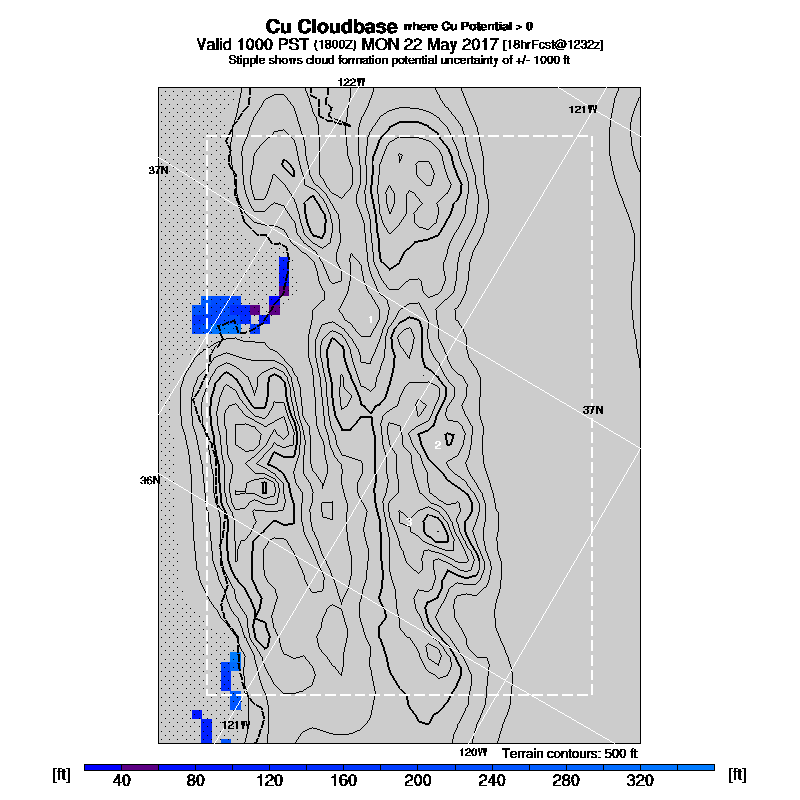 Cu Cloudbase where Cu Potential > 0
Valid 1000 PST (1800Z) MON 22 May 2017 [18hrFcst@1232z]
Stipple shows cloud formation potential uncertainty of +/- 1000 ft
122W
121W
37N
1
37N
2
36N
3
121W
120W Terrain contours: 500 ft
[ft] 40 80 120 160 200 240 280 320 [ft]